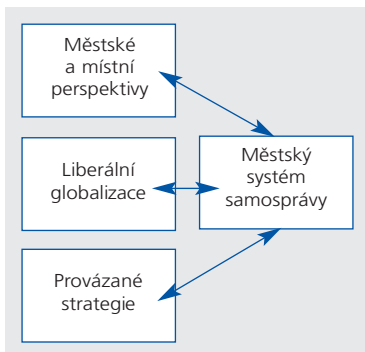 Městské
a místní
perspektivy
Liberální
globalizace
Městský
systém
samosprávy
Provázané
strategie